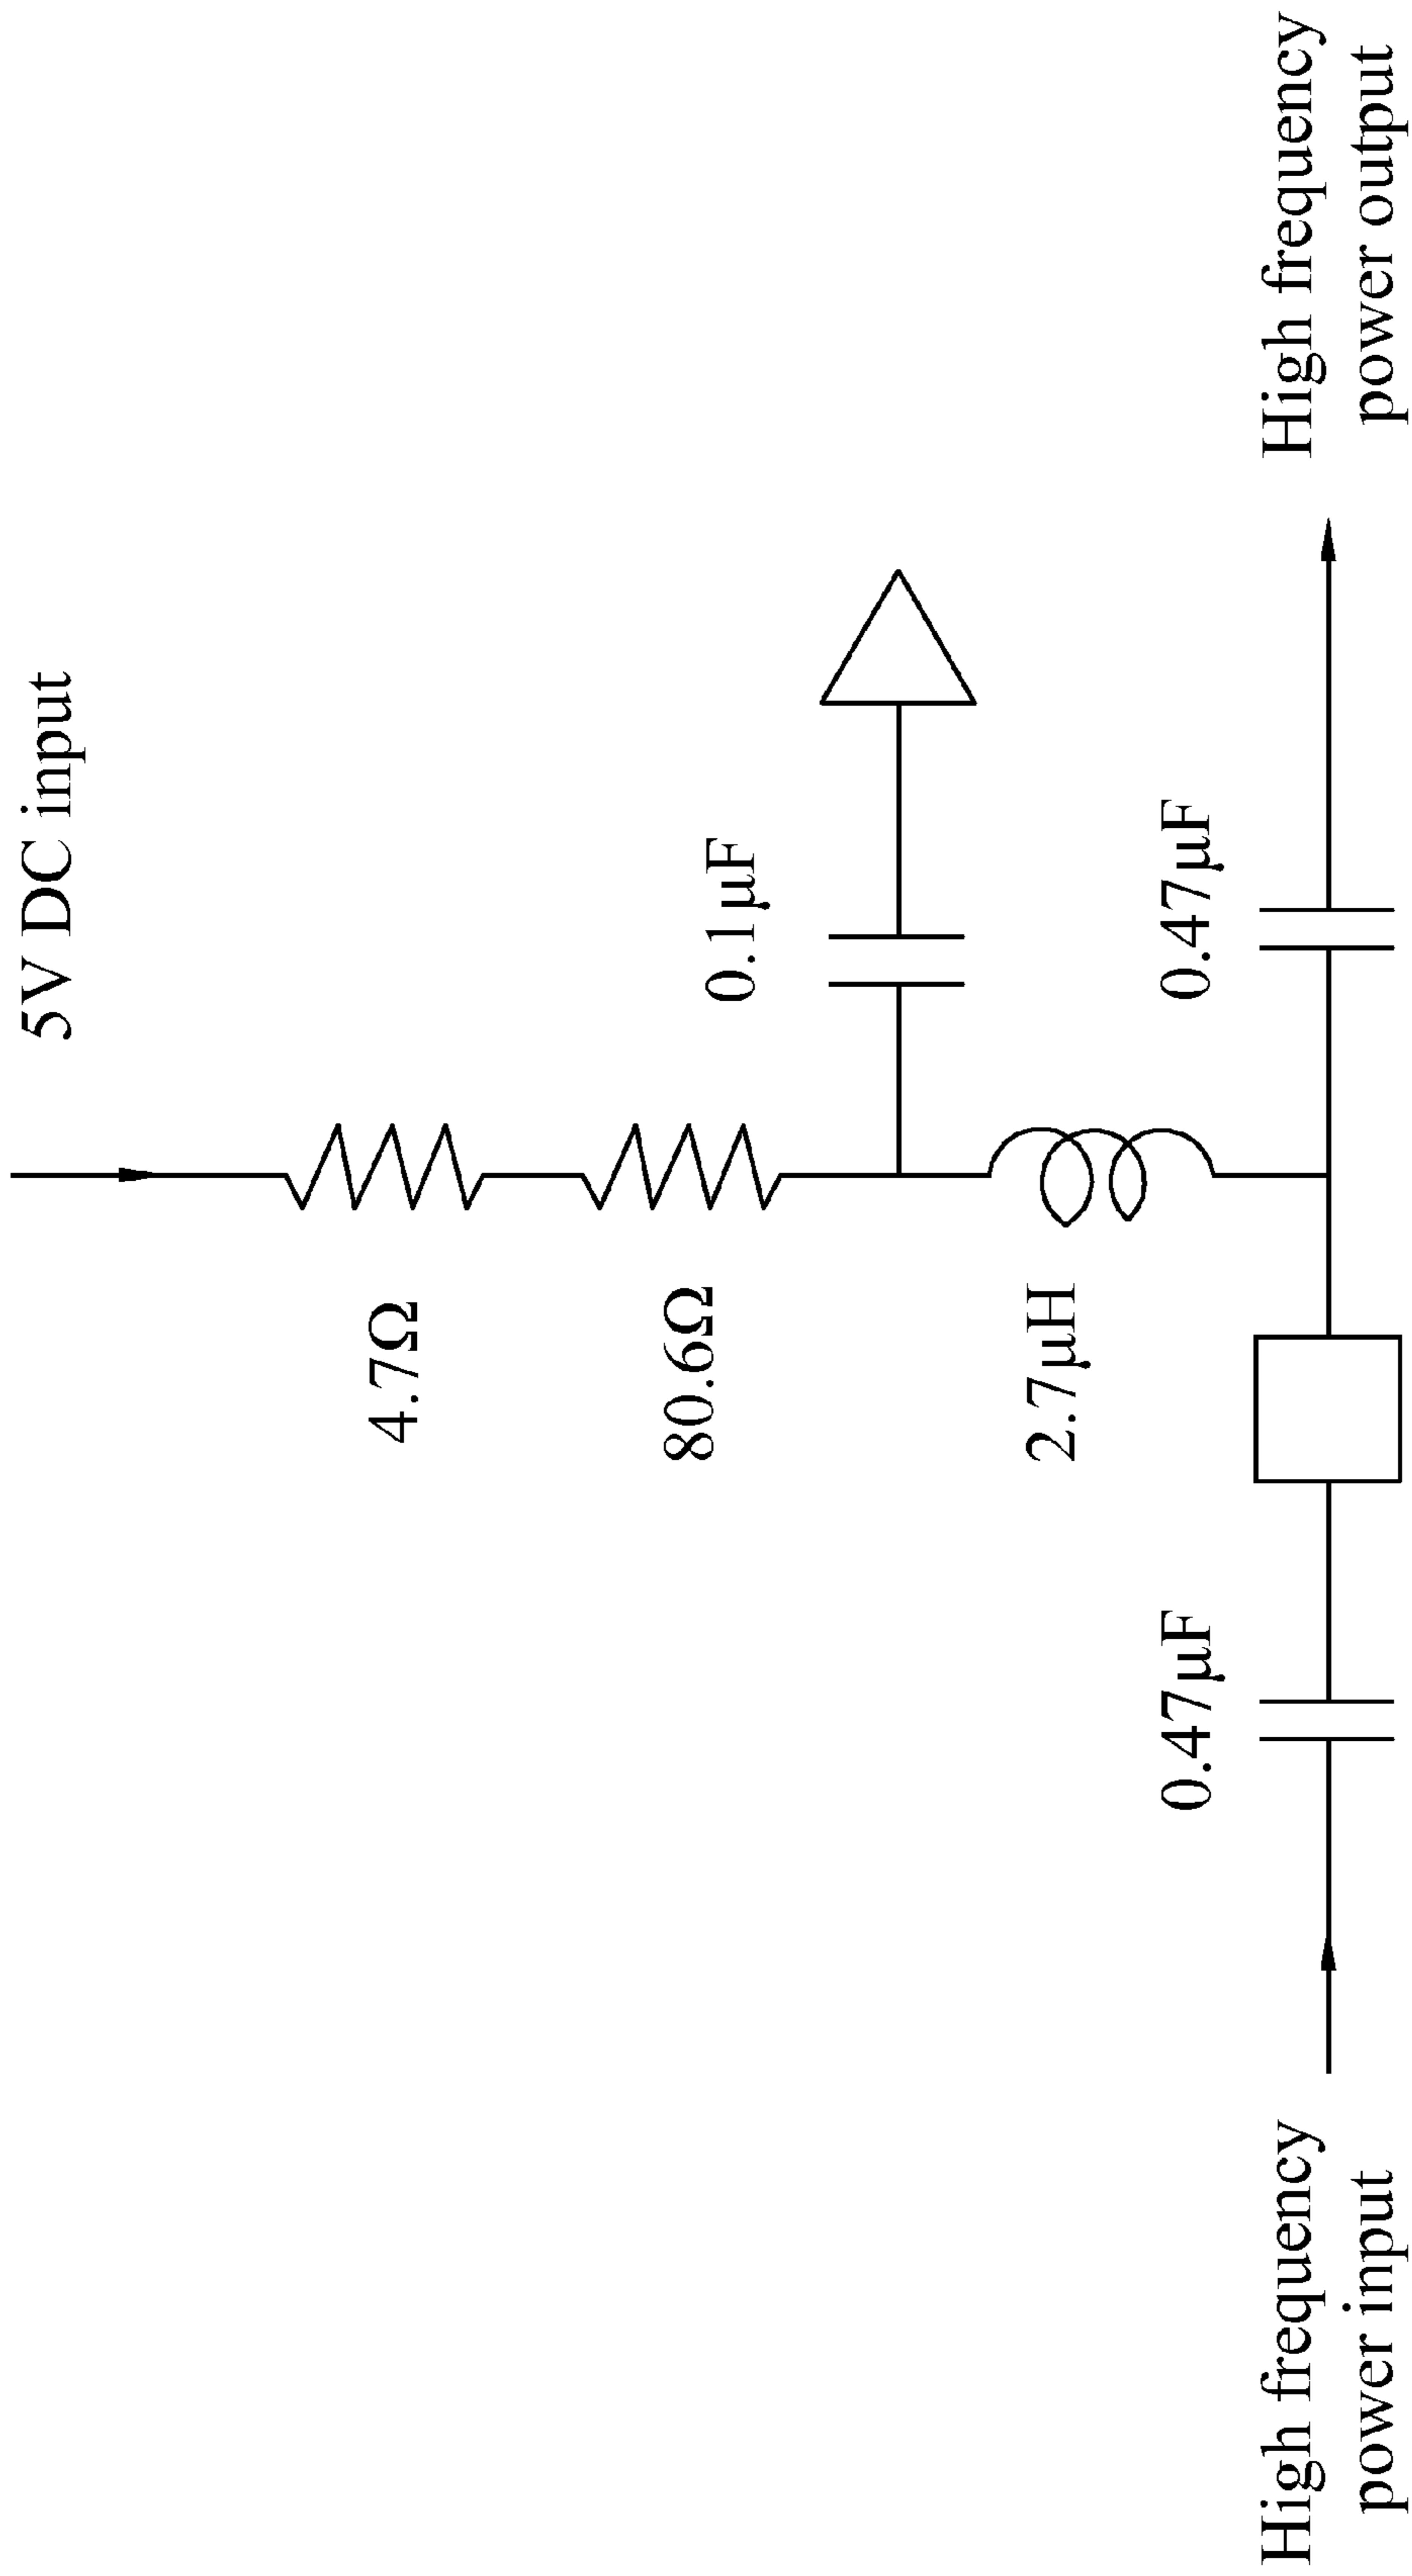 5V DC input
4.7Ω
80.6Ω
0.1μF
2.7μH
0.47μF
0.47μF
High frequency
power input
High frequency
power output